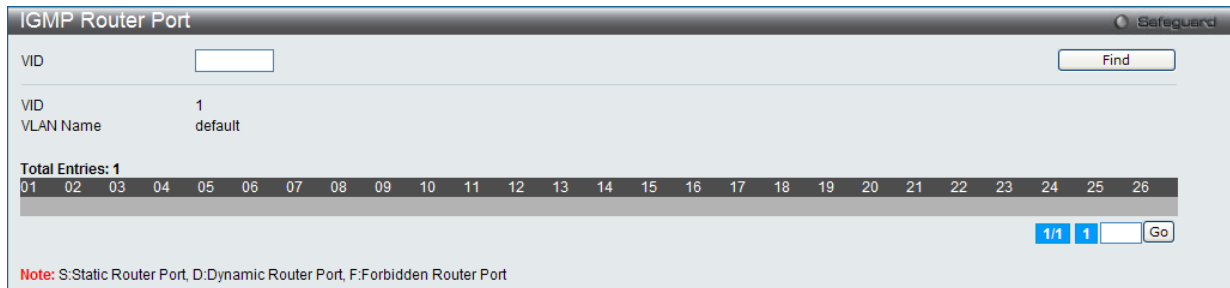 IGMP Router Port Safeguard
VID Find
VID 1
VLAN Name default
Total Entries: 1
01 02 03 04 05 06 07 08 09 10 11 12 13 14 15 16 17 18 19 20 21 22 23 24 25 26
1/1 1 Go
Note: S:Static Router Port, D:Dynamic Router Port, F:Forbidden Router Port